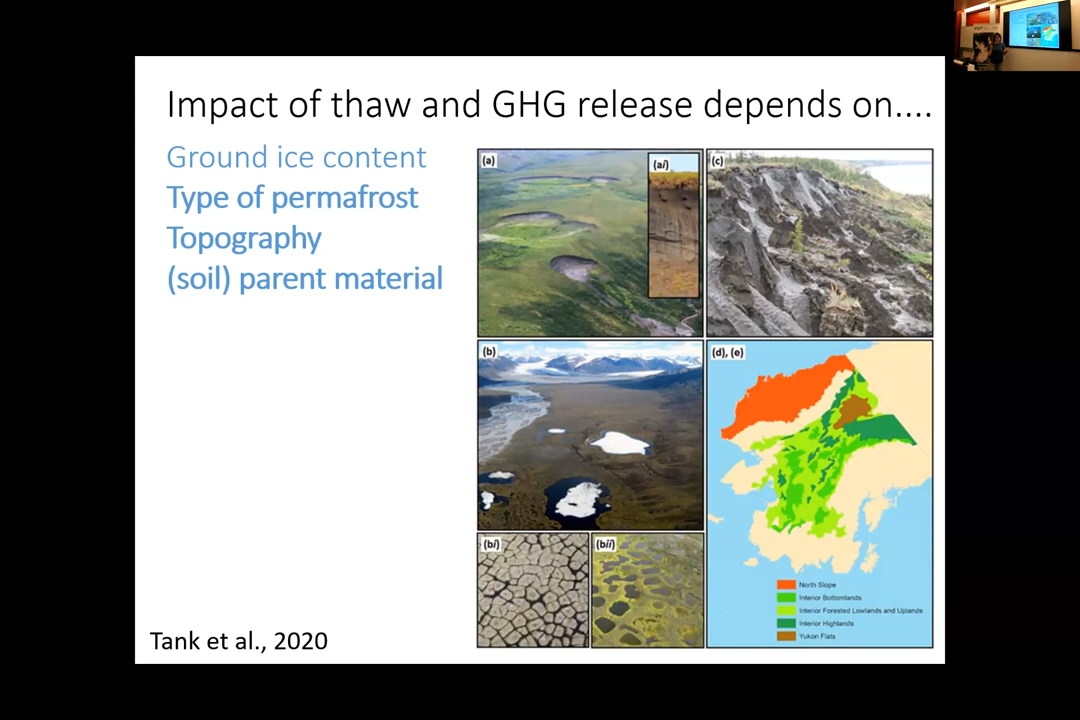 Impact of thaw and GHG release depends on....
Ground ice content
Type of permafrost
Topography
(soil) parent material
(a)
(ai)
(c)
(b)
(d), (e)
(bi)
(bii)
North Slope
Interior Bottomlands
Interior Forested Lowlands and Uplands
Interior Highlands
Yukon Flats
Tank et al., 2020